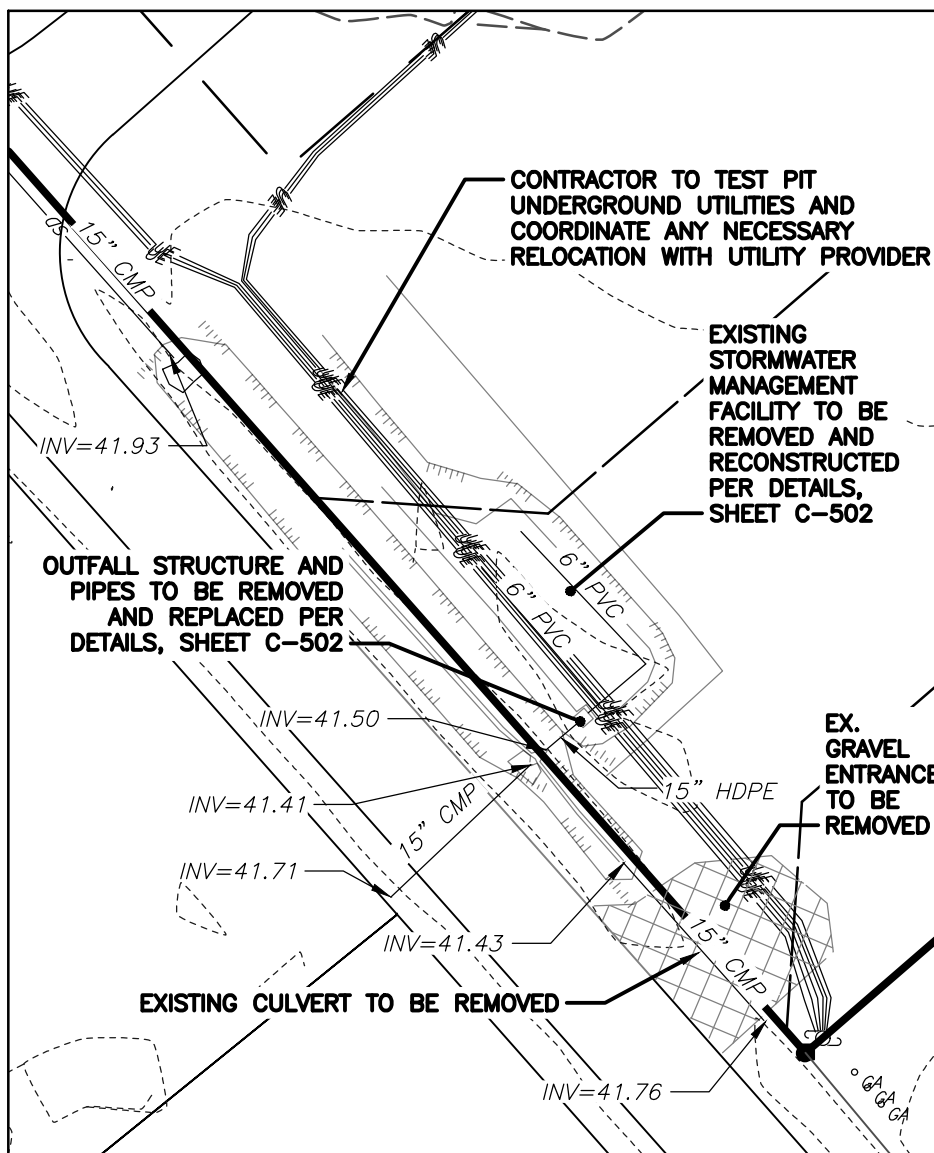 CONTRACTOR TO TEST PIT
UNDERGROUND UTILITIES AND
COORDINATE ANY NECESSARY
RELOCATION WITH UTILITY PROVIDER
15" CMP
EXISTING
STORMWATER
MANAGEMENT
FACILITY TO BE
REMOVED AND
RECONSTRUCTED
PER DETAILS,
SHEET C-502
INV=41.93
OUTFALL STRUCTURE AND
PIPES TO BE REMOVED
AND REPLACED PER
DETAILS, SHEET C-502
6" PVC
6" PVC
INV=41.50
EX.
GRAVEL
ENTRANCE
TO BE
REMOVED
15" HDPE
INV=41.41
15" CMP
INV=41.71
INV=41.43
15" CMP
EXISTING CULVERT TO BE REMOVED
INV=41.76
GA
GA
GA